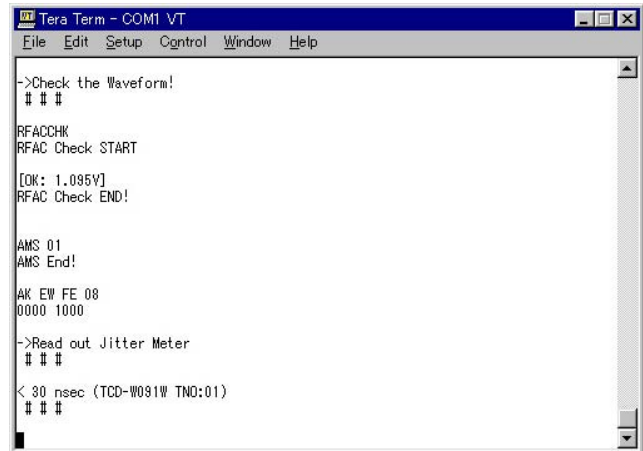 Tera Term - COM1 VT
File Edit Setup Control Window Help
->Check the Waveform!
# # #
RFACCHK
RFAC Check START
[OK: 1.095V]
RFAC Check END!
AMS 01
AMS End!
AK EW FE 08
0000 1000
->Read out Jitter Meter
# # #
< 30 nsec (TCD-W091W TNO:01)
# # #